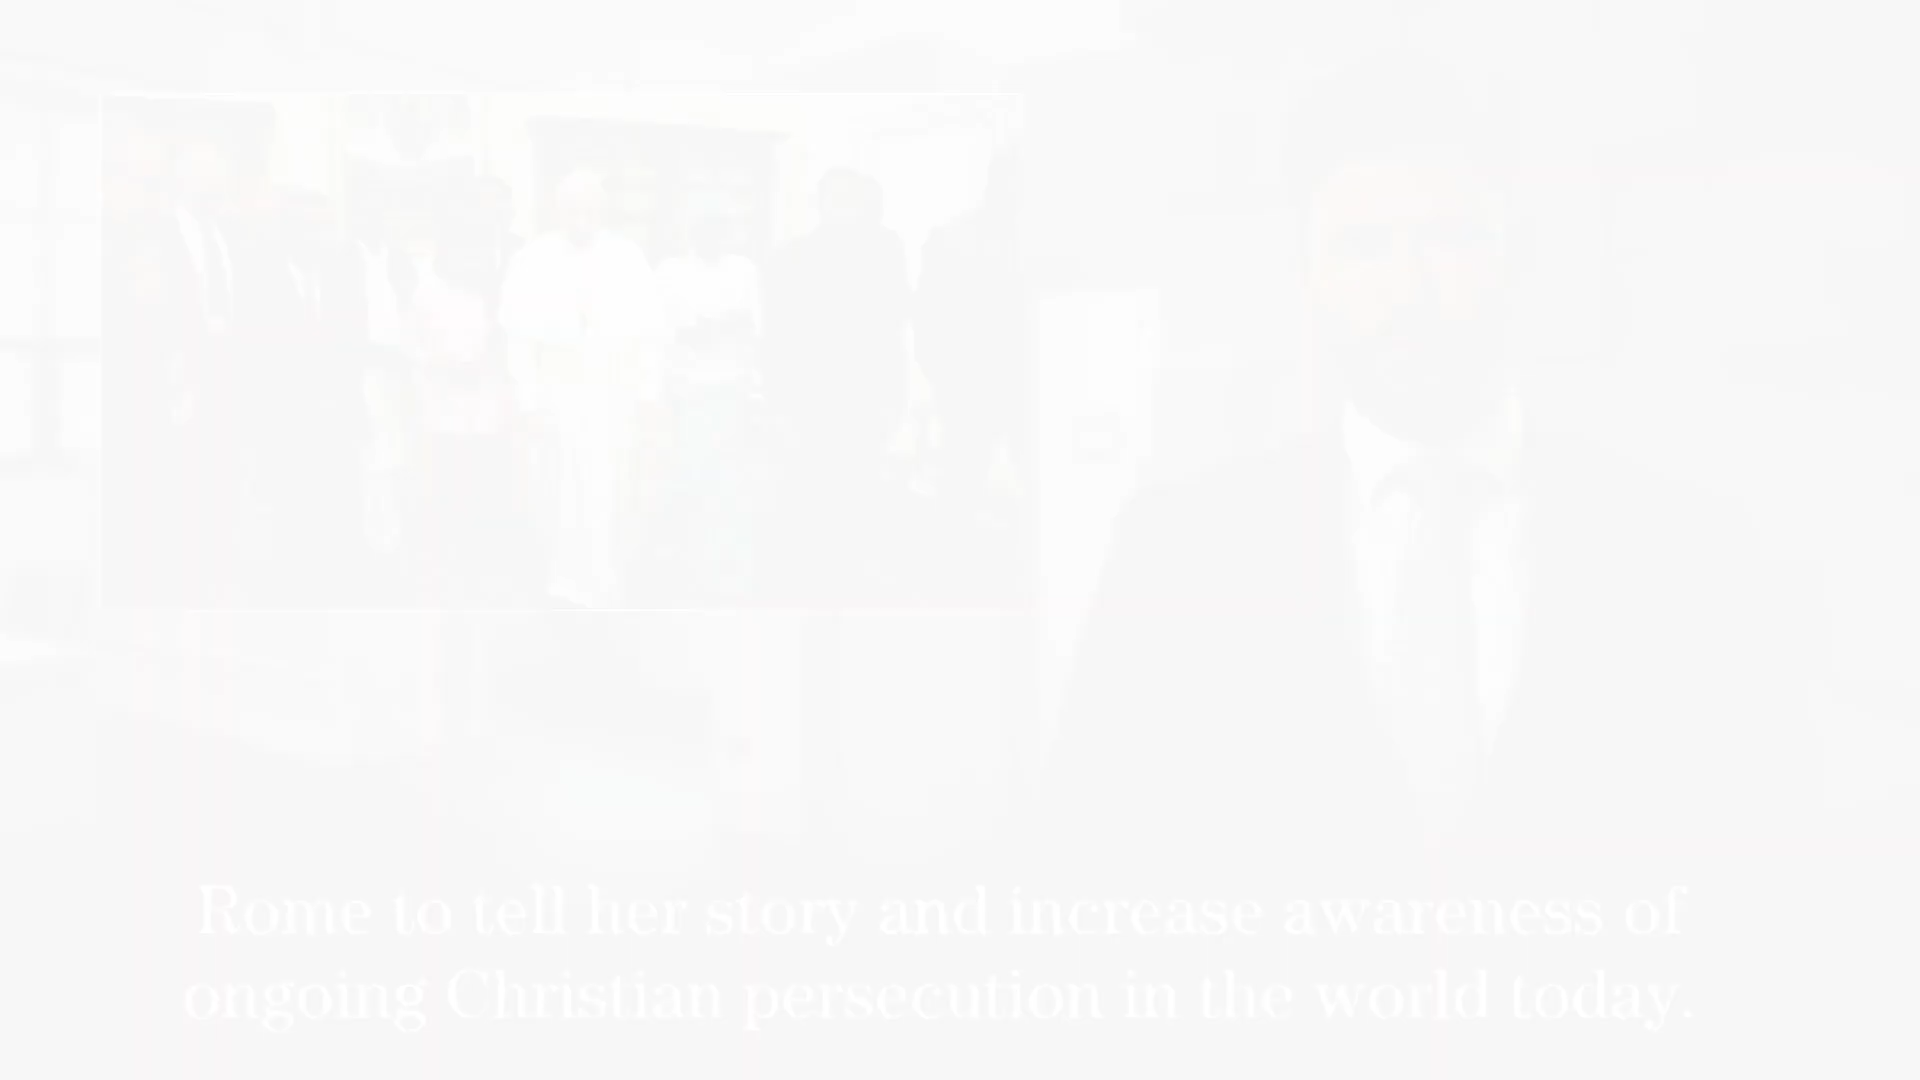 Rome to tell her story and increase awareness of
ongoing Christian persecution in the world today.